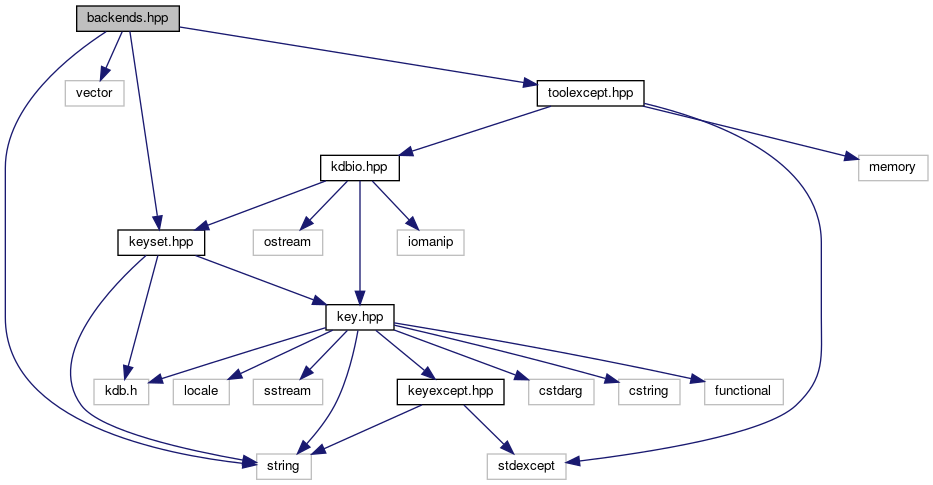 backends.hpp
vector
toolexcept.hpp
kdbio.hpp
memory
keyset.hpp
ostream
iomanip
key.hpp
kdb.h
locale
sstream
keyexcept.hpp
cstdarg
cstring
functional
string
stdexcept